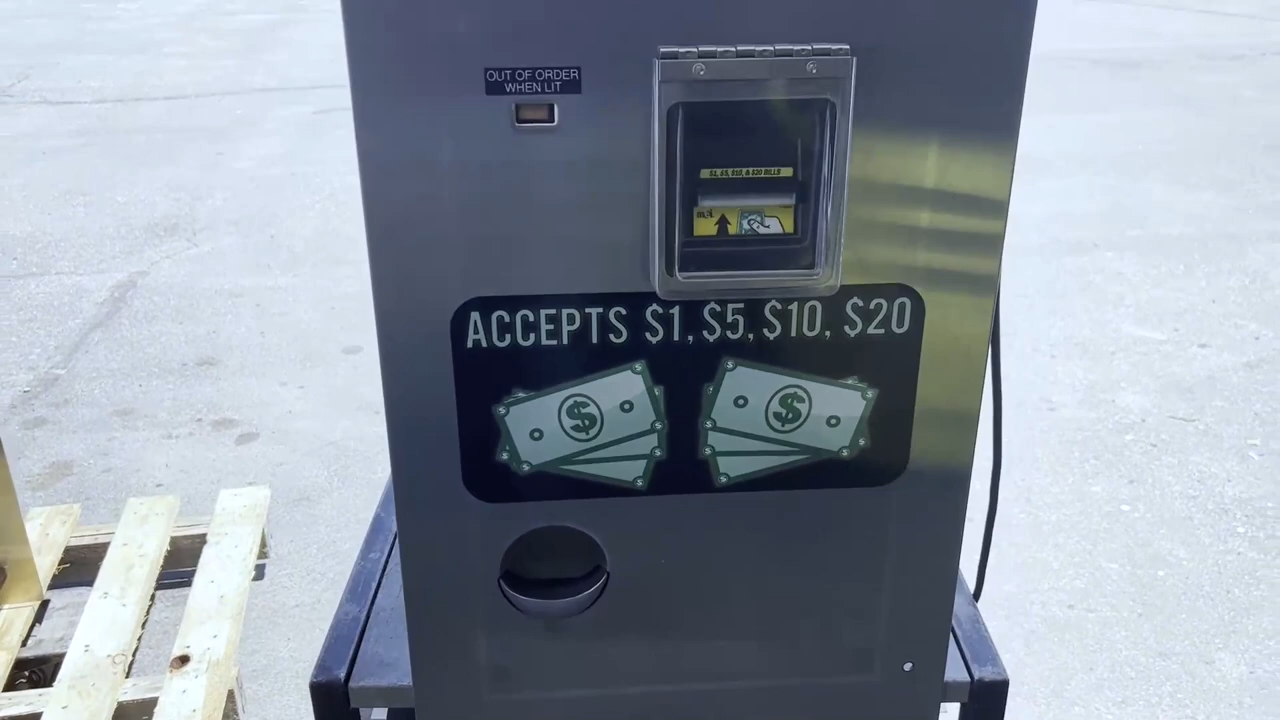 OUT OF ORDER
WHEN LIT
$1, $5, $10, & $20 BILLS
ACCEPTS $1, $5, $10, $20
$
$